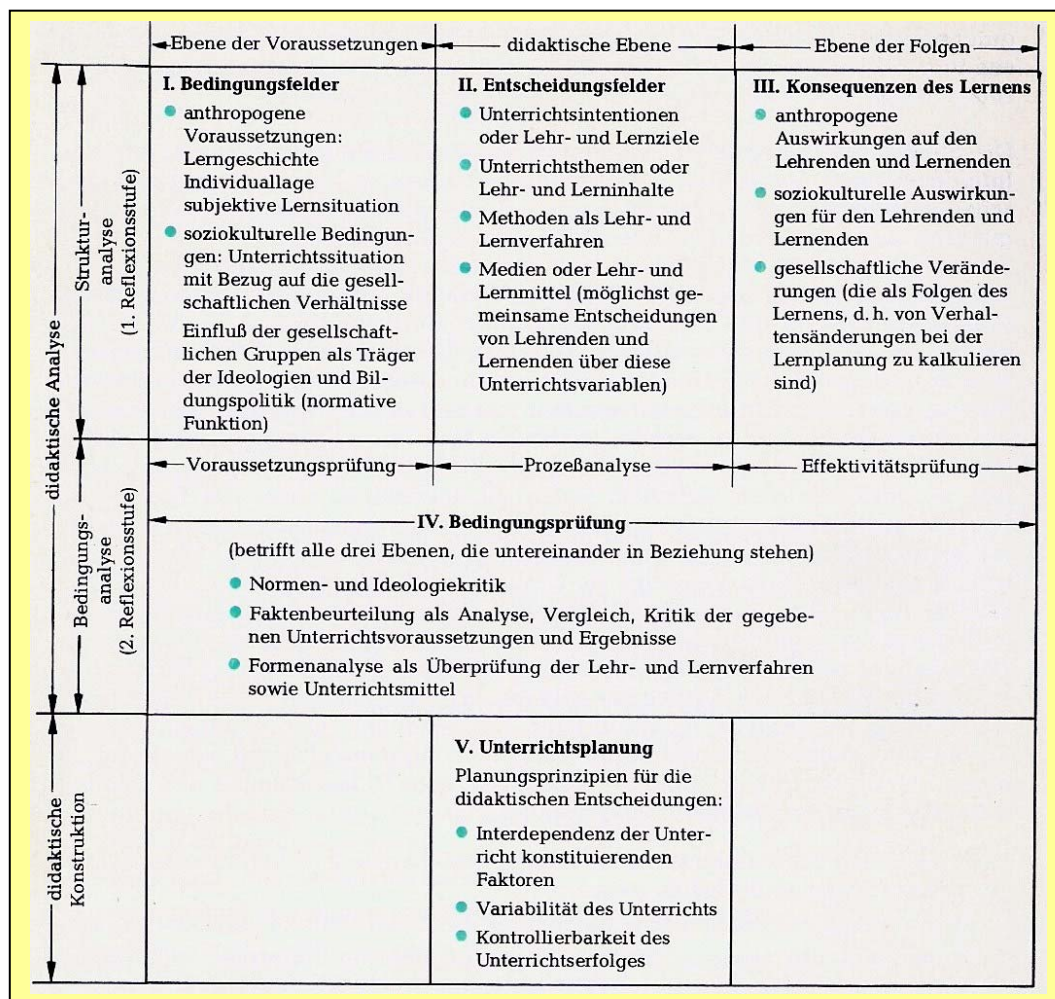 Ebene der Voraussetzungen
didaktische Ebene
Ebene der Folgen
didaktische Analyse
Struktur-
analyse
(1. Reflexionsstufe)
I. Bedingungsfelder
anthropogene
Voraussetzungen:
Lerngeschichte
Individuallage
subjektive Lernsituation
soziokulturelle Bedingun-
gen: Unterrichtssituation
mit Bezug auf die gesell-
schaftlichen Verhältnisse
Einfluß der gesellschaft-
lichen Gruppen als Träger
der Ideologien und Bil-
dungspolitik (normative
Funktion)
II. Entscheidungsfelder
Unterrichtsintentionen
oder Lehr- und Lernziele
Unterrichtsthemen oder
Lehr- und Lerninhalte
Methoden als Lehr- und
Lernverfahren
Medien oder Lehr- und
Lernmittel (möglichst ge-
meinsame Entscheidungen
von Lehrenden und
Lernenden über diese
Unterrichtsvariablen)
III. Konsequenzen des Lernens
anthropogene
Auswirkungen auf den
Lehrenden und Lernenden
soziokulturelle Auswirkun-
gen für den Lehrenden und
Lernenden
gesellschaftliche Verände-
rungen (die als Folgen des
Lernens, d. h. von Verhal-
tensänderungen bei der
Lernplanung zu kalkulieren
sind)
Bedingungs-
analyse
(2. Reflexionsstufe)
Voraussetzungsprüfung
Prozeßanalyse
Effektivitätsprüfung
IV. Bedingungsprüfung
(betrifft alle drei Ebenen, die untereinander in Beziehung stehen)
Normen- und Ideologiekritik
Faktenbeurteilung als Analyse, Vergleich, Kritik der gegebe-
nen Unterrichtsvoraussetzungen und Ergebnisse
Formenanalyse als Überprüfung der Lehr- und Lernverfahren
sowie Unterrichtsmittel
didaktische
Konstruktion
V. Unterrichtsplanung
Planungsprinzipien für die
didaktischen Entscheidungen:
Interdependenz der Unter-
richt konstituierenden
Faktoren
Variabilität des Unterrichts
Kontrollierbarkeit des
Unterrichtserfolges